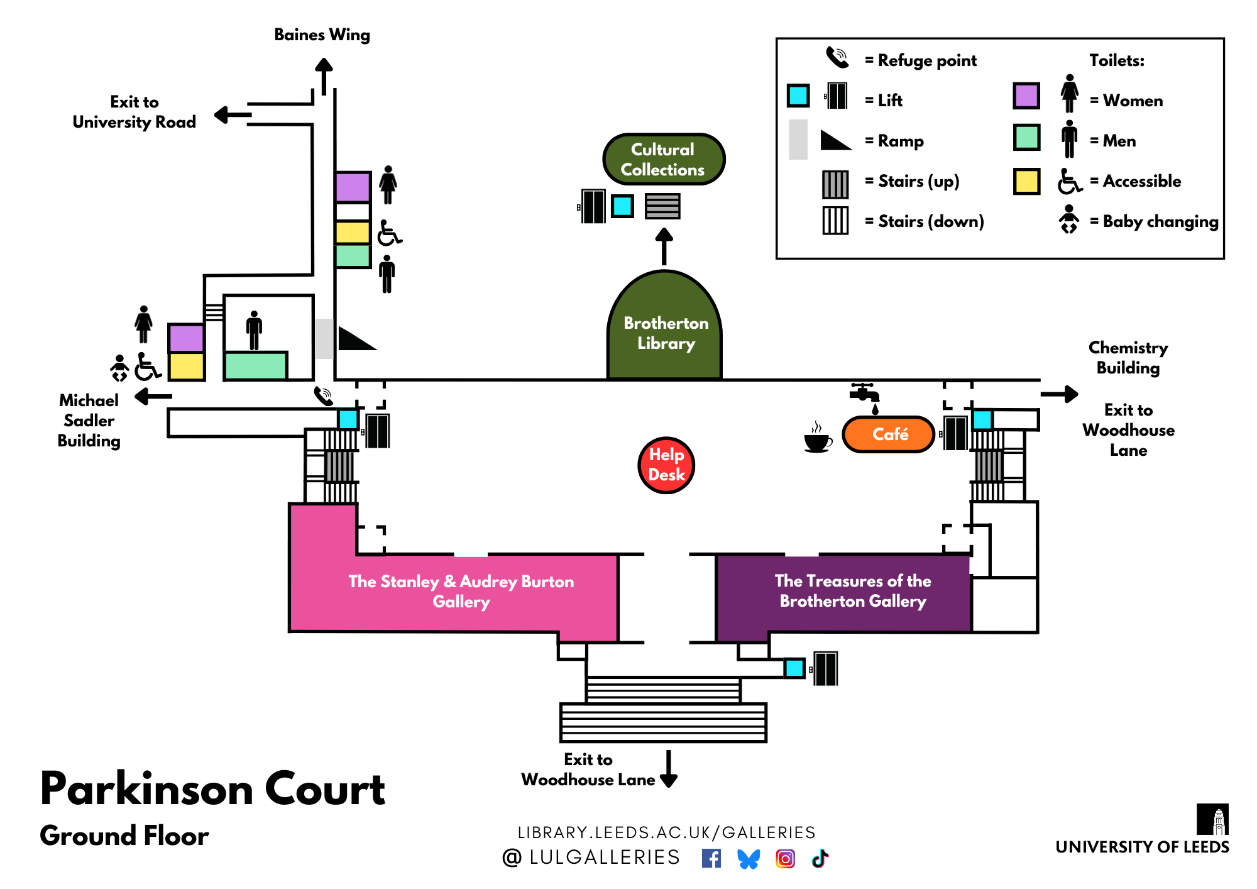 Baines Wing
Exit to
University Road
Cultural
Collections
= Refuge point
Toilets:
= Lift
= Women
= Ramp
= Men
= Stairs (up)
= Accessible
= Stairs (down)
= Baby changing
Brotherton
Library
Chemistry
Building
Exit to
Woodhouse
Lane
Michael
Sadler
Building
Café
Help
Desk
The Stanley & Audrey Burton
Gallery
The Treasures of the
Brotherton Gallery
Exit to
Woodhouse Lane
Parkinson Court
Ground Floor
LIBRARY.LEEDS.AC.UK/GALLERIES
@ LULGALLERIES
UNIVERSITY OF LEEDS